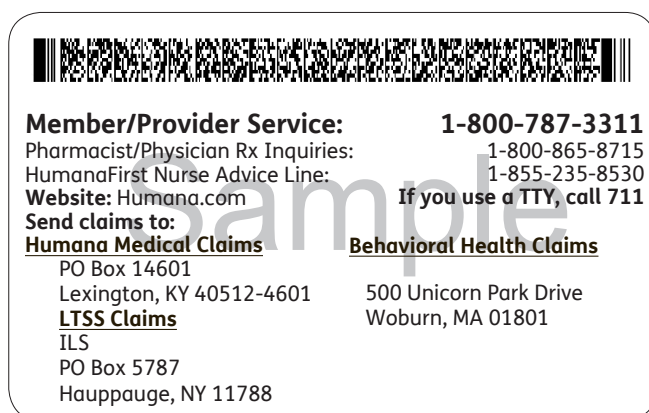 Member/Provider Service: 1-800-787-3311
Pharmacist/Physician Rx Inquiries: 1-800-865-8715
HumanaFirst Nurse Advice Line: 1-855-235-8530
Website: Humana.com If you use a TTY, call 711
Send claims to:
Humana Medical Claims
PO Box 14601
Lexington, KY 40512-4601
LTSS Claims
ILS
PO Box 5787
Hauppauge, NY 11788
Behavioral Health Claims
500 Unicorn Park Drive
Woburn, MA 01801
Sample